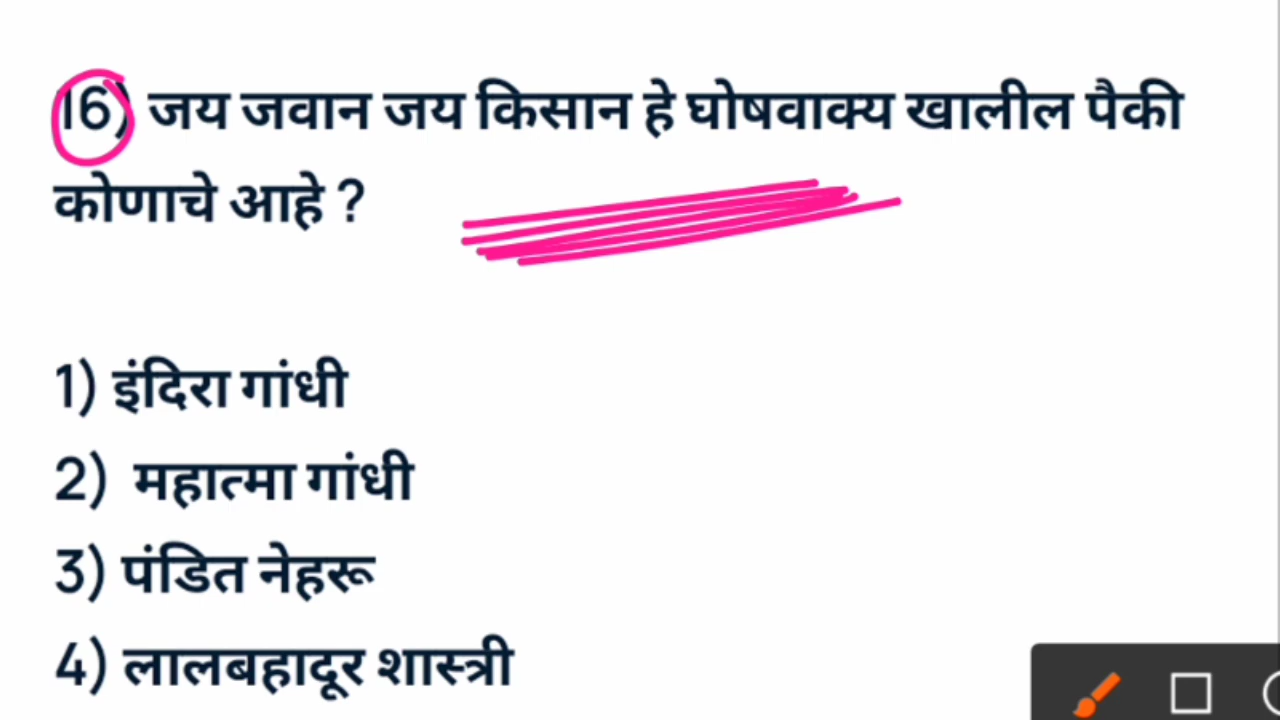 16) जय जवान जय किसान हे घोषवाक्य खालील पैकी
कोणाचे आहे ?
1) इंदिरा गांधी
2) महात्मा गांधी
3) पंडित नेहरू
4) लालबहादूर शास्त्री